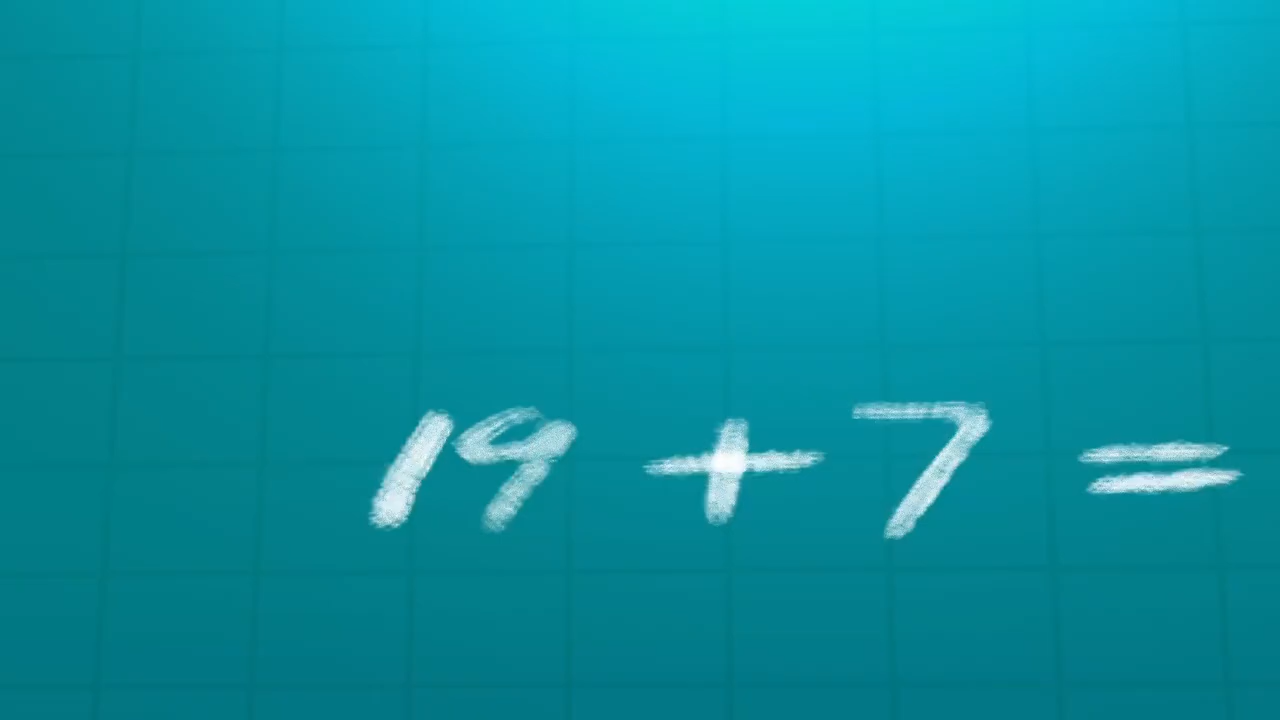 19 + 7 =